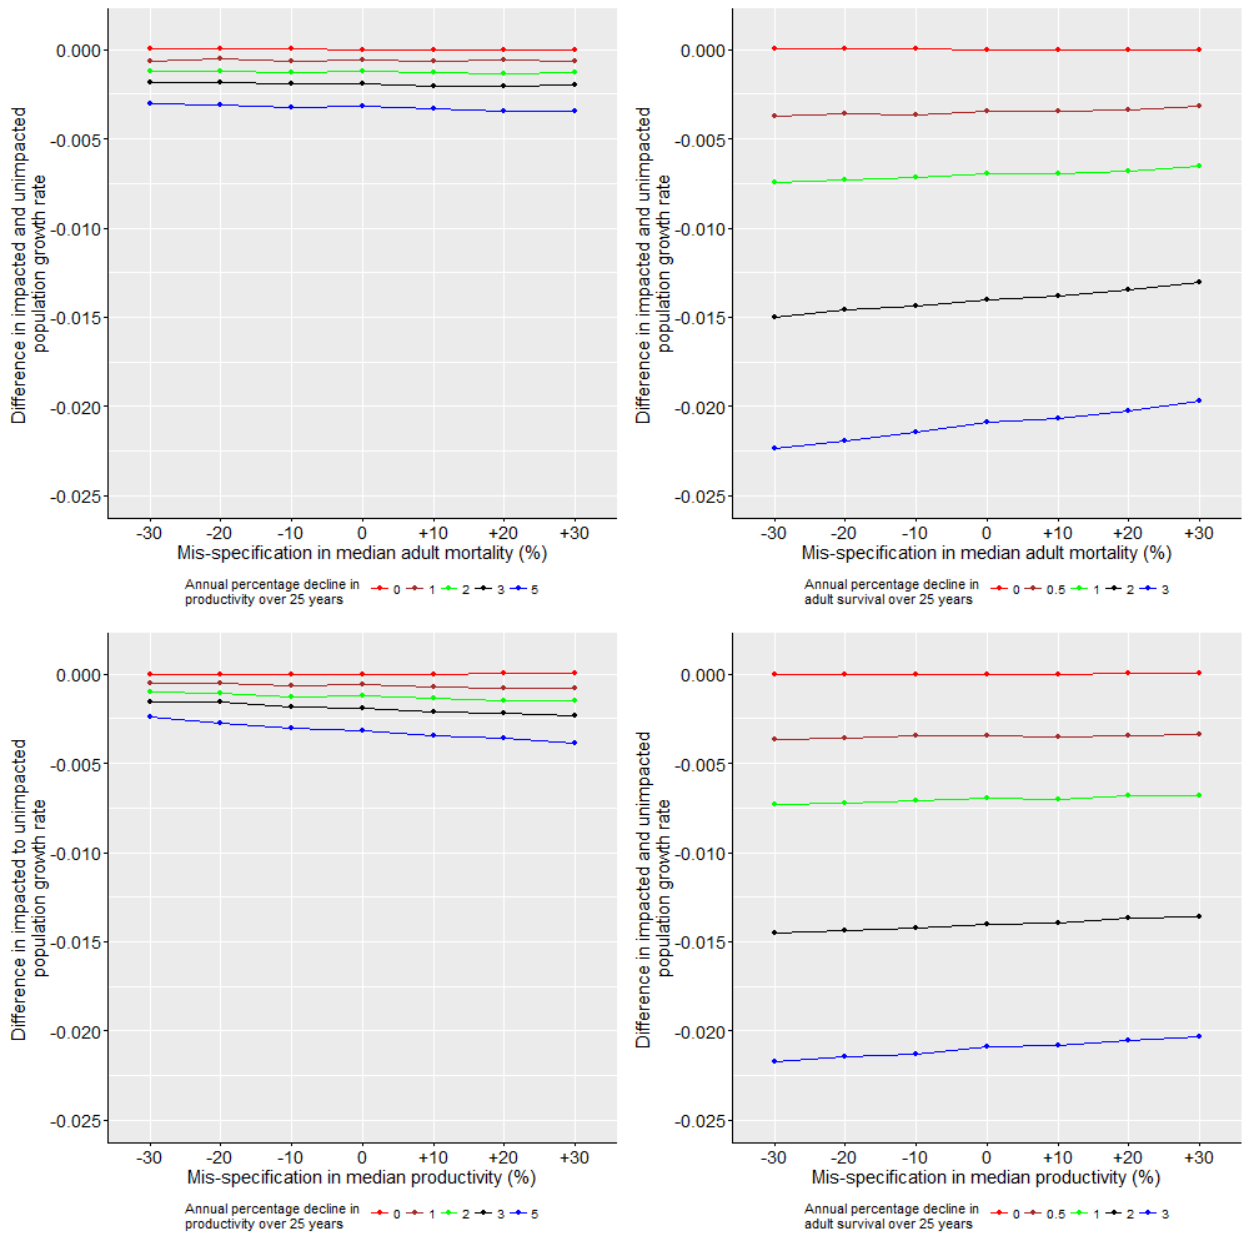 Difference in impacted and unimpacted
population growth rate
0.000
-0.005
-0.010
-0.015
-0.020
-0.025
-30 -20 -10 0 +10 +20 +30
Mis-specification in median adult mortality (%)
Annual percentage decline in
productivity over 25 years
0 1 2 3 5
Difference in impacted and unimpacted
population growth rate
0.000
-0.005
-0.010
-0.015
-0.020
-0.025
-30 -20 -10 0 +10 +20 +30
Mis-specification in median adult mortality (%)
Annual percentage decline in
adult survival over 25 years
0 0.5 1 2 3
Difference in impacted to unimpacted
population growth rate
0.000
-0.005
-0.010
-0.015
-0.020
-0.025
-30 -20 -10 0 +10 +20 +30
Mis-specification in median productivity (%)
Annual percentage decline in
productivity over 25 years
0 1 2 3 5
Difference in impacted and unimpacted
population growth rate
0.000
-0.005
-0.010
-0.015
-0.020
-0.025
-30 -20 -10 0 +10 +20 +30
Mis-specification in median productivity (%)
Annual percentage decline in
adult survival over 25 years
0 0.5 1 2 3